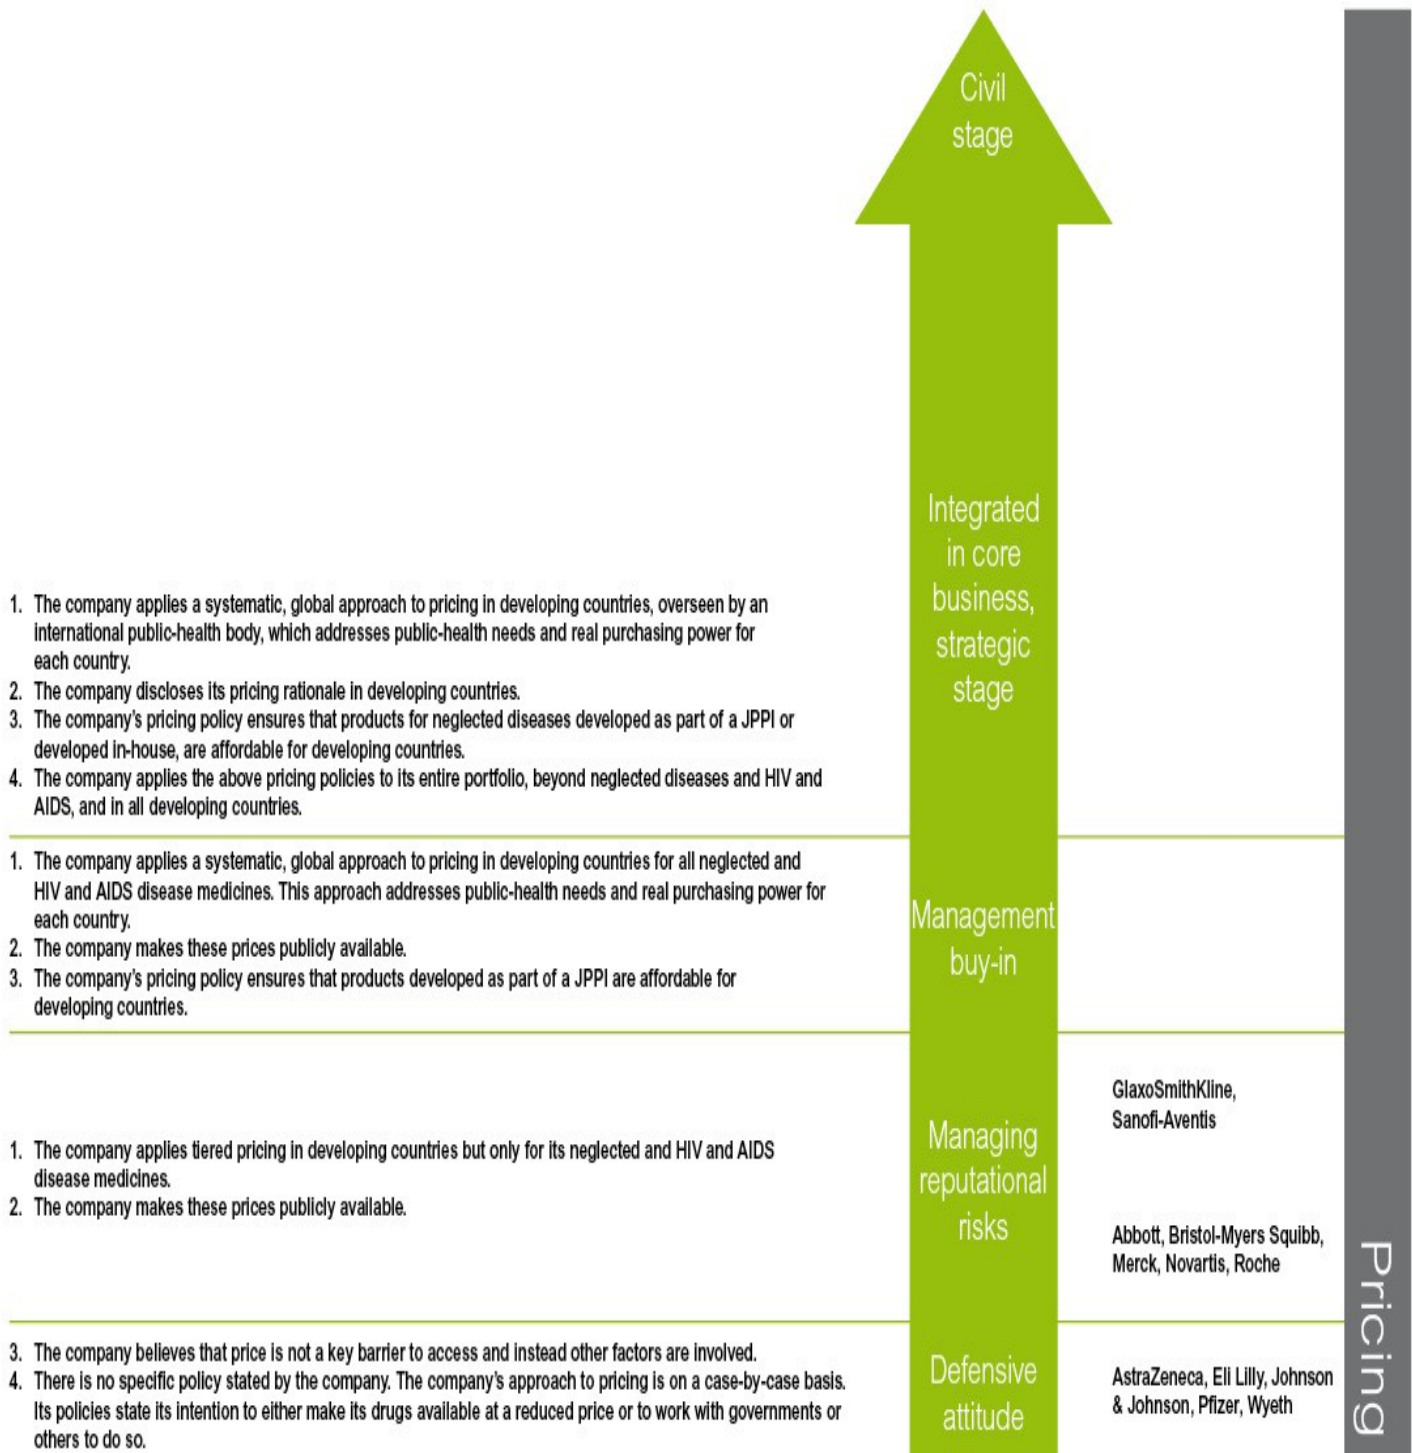 Civil
stage
Integrated
in core
business,
strategic
stage
1. The company applies a systematic, global approach to pricing in developing countries, overseen by an
international public-health body, which addresses public-health needs and real purchasing power for
each country.
2. The company discloses its pricing rationale in developing countries.
3. The company's pricing policy ensures that products for neglected diseases developed as part of a JPPI or
developed in-house, are affordable for developing countries.
4. The company applies the above pricing policies to its entire portfolio, beyond neglected diseases and HIV and
AIDS, and in all developing countries.
1. The company applies a systematic, global approach to pricing in developing countries for all neglected and
HIV and AIDS disease medicines. This approach addresses public-health needs and real purchasing power for
each country.
2. The company makes these prices publicly available.
3. The company's pricing policy ensures that products developed as part of a JPPI are affordable for
developing countries.
Management
buy-in
1. The company applies tiered pricing in developing countries but only for its neglected and HIV and AIDS
disease medicines.
2. The company makes these prices publicly available.
Managing
reputational
risks
GlaxoSmithKline,
Sanofi-Aventis
Abbott, Bristol-Myers Squibb,
Merck, Novartis, Roche
3. The company believes that price is not a key barrier to access and instead other factors are involved.
4. There is no specific policy stated by the company. The company's approach to pricing is on a case-by-case basis.
Its policies state its intention to either make its drugs available at a reduced price or to work with governments or
others to do so.
Defensive
attitude
AstraZeneca, Eli Lilly, Johnson
& Johnson, Pfizer, Wyeth
Pricing